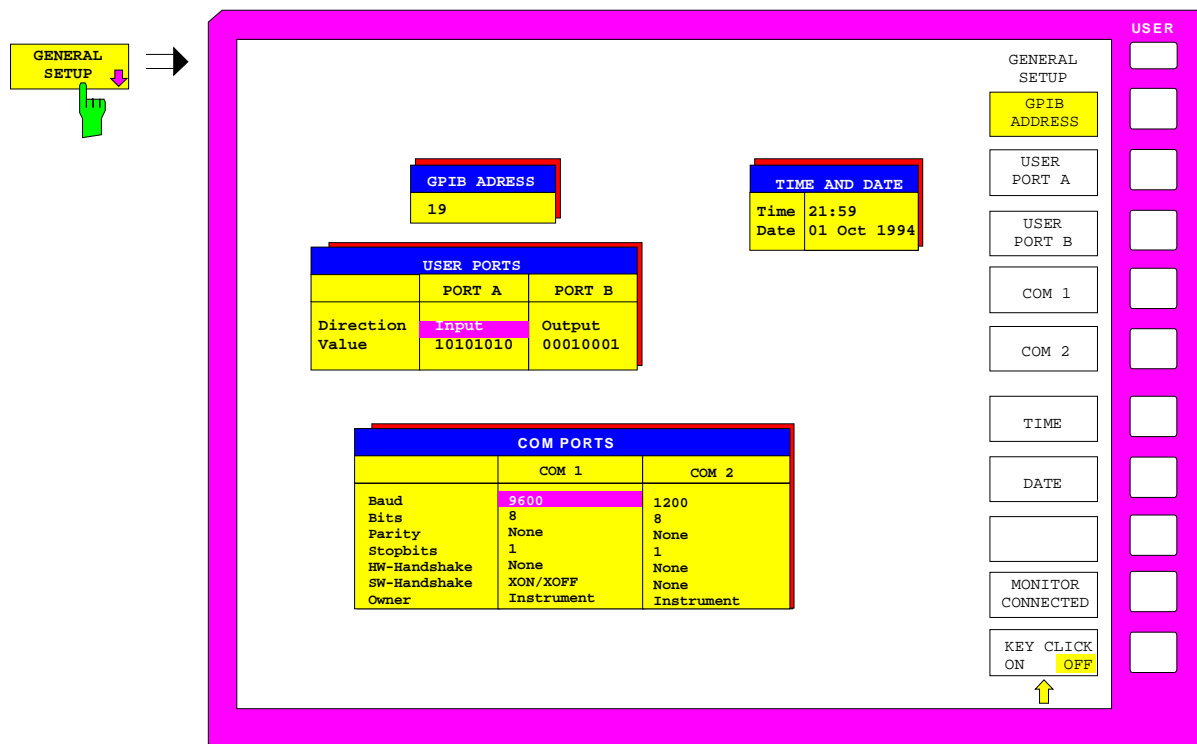 GENERAL
SETUP
USER
GENERAL
SETUP
GPIB
ADDRESS
USER
PORT A
USER
PORT B
COM 1
COM 2
TIME
DATE
MONITOR
CONNECTED
KEY CLICK
ON OFF
GPIB ADRESS
19
TIME AND DATE
Time 21:59
Date 01 Oct 1994
USER PORTS
PORT A PORT B
Direction Input Output
Value 10101010 00010001
COM PORTS
COM 1 COM 2
Baud 9600 1200
Bits 8 8
Parity None None
Stopbits 1 1
HW-Handshake None None
SW-Handshake XON/XOFF None
Owner Instrument Instrument